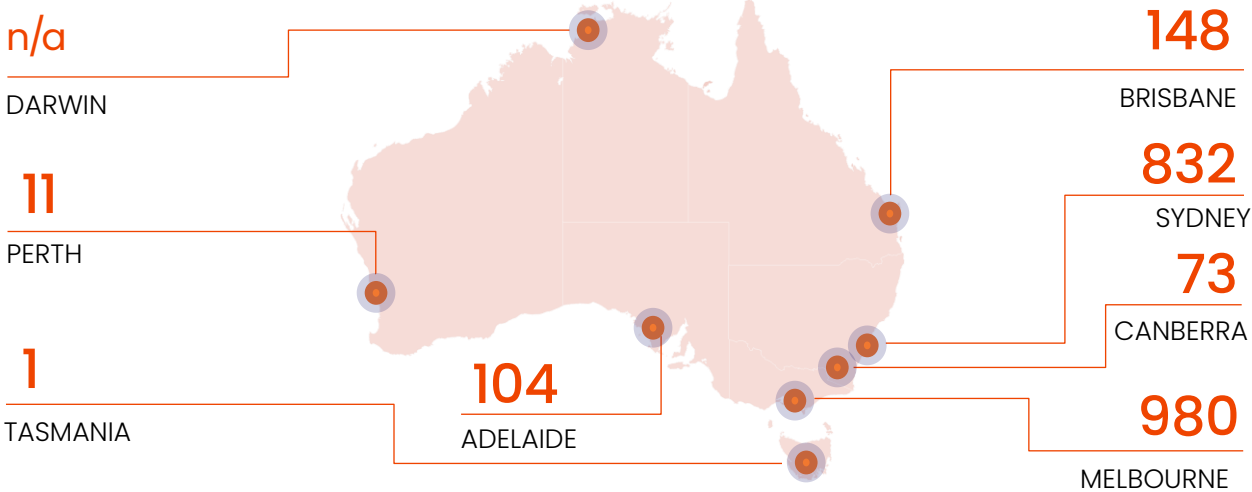 n/a
DARWIN
11
PERTH
1
TASMANIA
104
ADELAIDE
148
BRISBANE
832
SYDNEY
73
CANBERRA
980
MELBOURNE